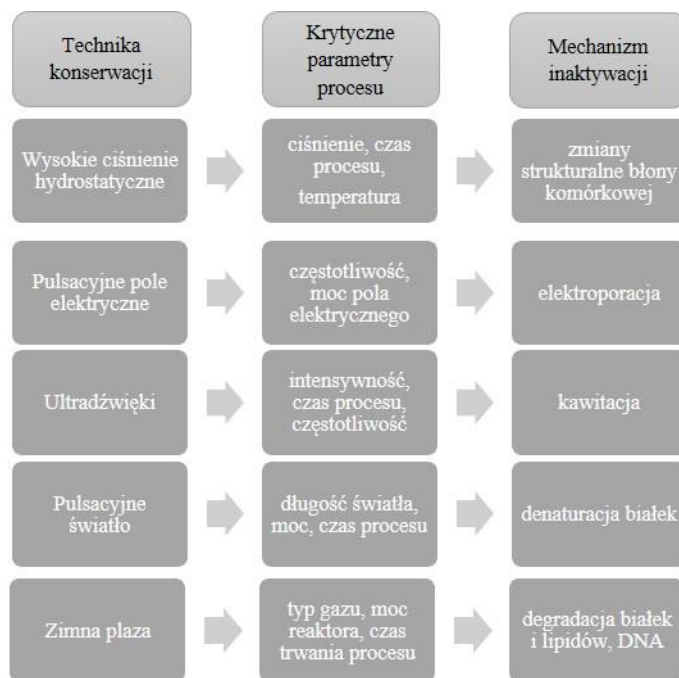 Technika
konserwacji
Krytyczne
parametry
procesu
Mechanizm
inaktywacji
Wysokie ciśnienie
hydrostatyczne
ciśnienie, czas
procesu,
temperatura
zmiany
strukturalne błony
komórkowej
Pulsacyjne pole
elektryczne
częstotliwość,
moc pola
elektrycznego
elektroporacja
Ultradźwięki
intensywność,
czas procesu,
częstotliwość
kawitacja
Pulsacyjne
światło
długość światła,
moc, czas procesu
denaturacja białek
Zimna plaza
typ gazu, moc
reaktora, czas
trwania procesu
degradacja białek
i lipidów, DNA